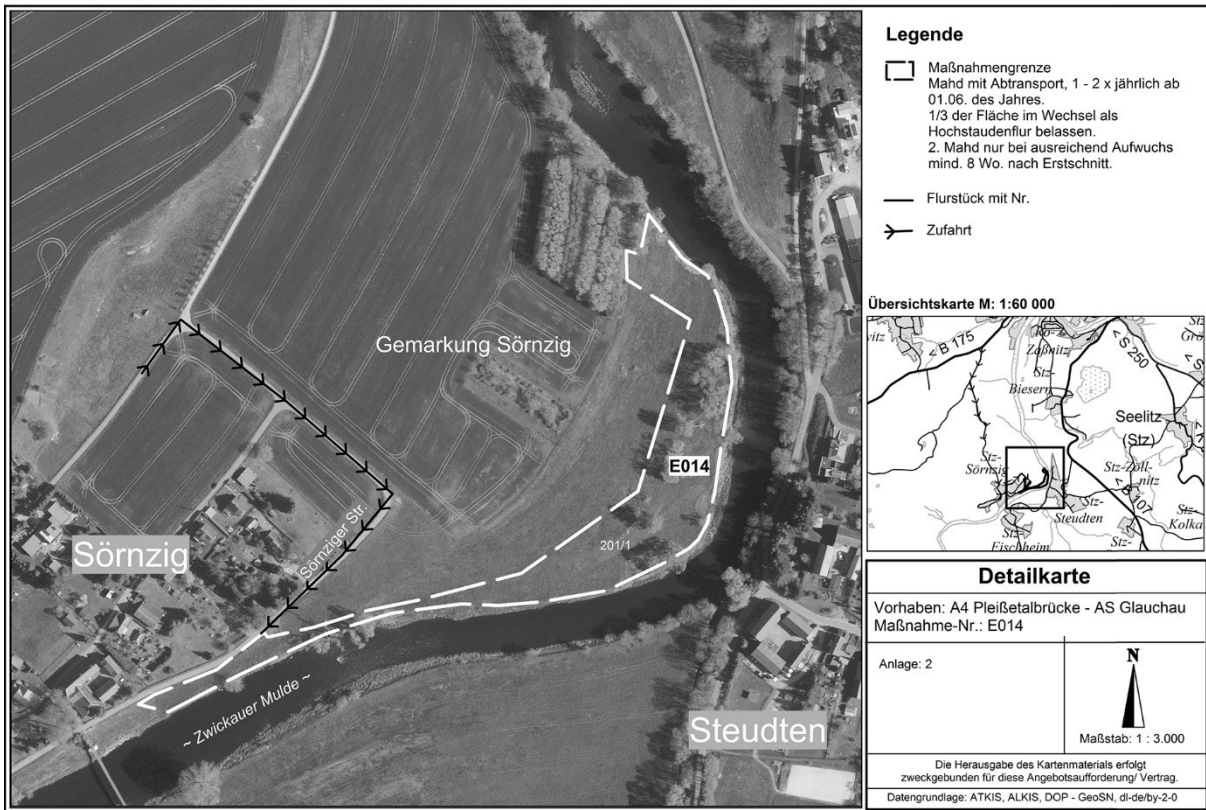 Gemarkung Sörnzig
E014
201/1
Sörnzig
Sörnziger Str.
~ Zwickauer Mulde ~
Steudten
Legende
Maßnahmengrenze
Mahd mit Abtransport, 1 - 2 x jährlich ab
01.06. des Jahres.
1/3 der Fläche im Wechsel als
Hochstaudenflur belassen.
2. Mahd nur bei ausreichend Aufwuchs
mind. 8 Wo. nach Erstschnitt.
Flurstück mit Nr.
Zufahrt
Übersichtskarte M: 1:60 000
vitz
< B 175
Zaßnitz
< S 250
Stz-
Grö
Stz-
Biesern
Seelitz
(Stz)
Stz-
Sörnzig
Stz-Zöll-
nitz
< B 107
Stz-
Steudten
Stz-
Kolka
Stz-
Fischheim
Stz-
Detailkarte
Vorhaben: A4 Pleißetalbrücke - AS Glauchau
Maßnahme-Nr.: E014
Anlage: 2
N
Maßstab: 1 : 3.000
Die Herausgabe des Kartenmaterials erfolgt
zweckgebunden für diese Angebotsaufforderung/ Vertrag.
Datengrundlage: ATKIS, ALKIS, DOP - GeoSN, dl-de/by-2-0